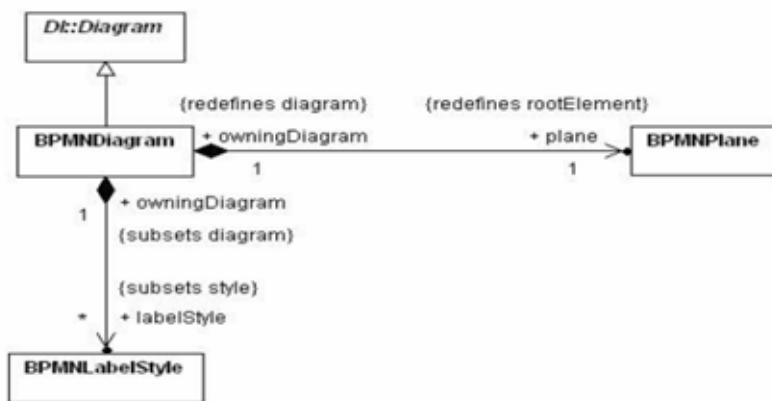 DI::Diagram
{redefines diagram}
{redefines rootElement}
BPMNDiagram
+ owningDiagram
+ plane
BPMNPlane
1
1
1
+ owningDiagram
{subsets diagram}
{subsets style}
*
+ labelStyle
BPMNLabelStyle